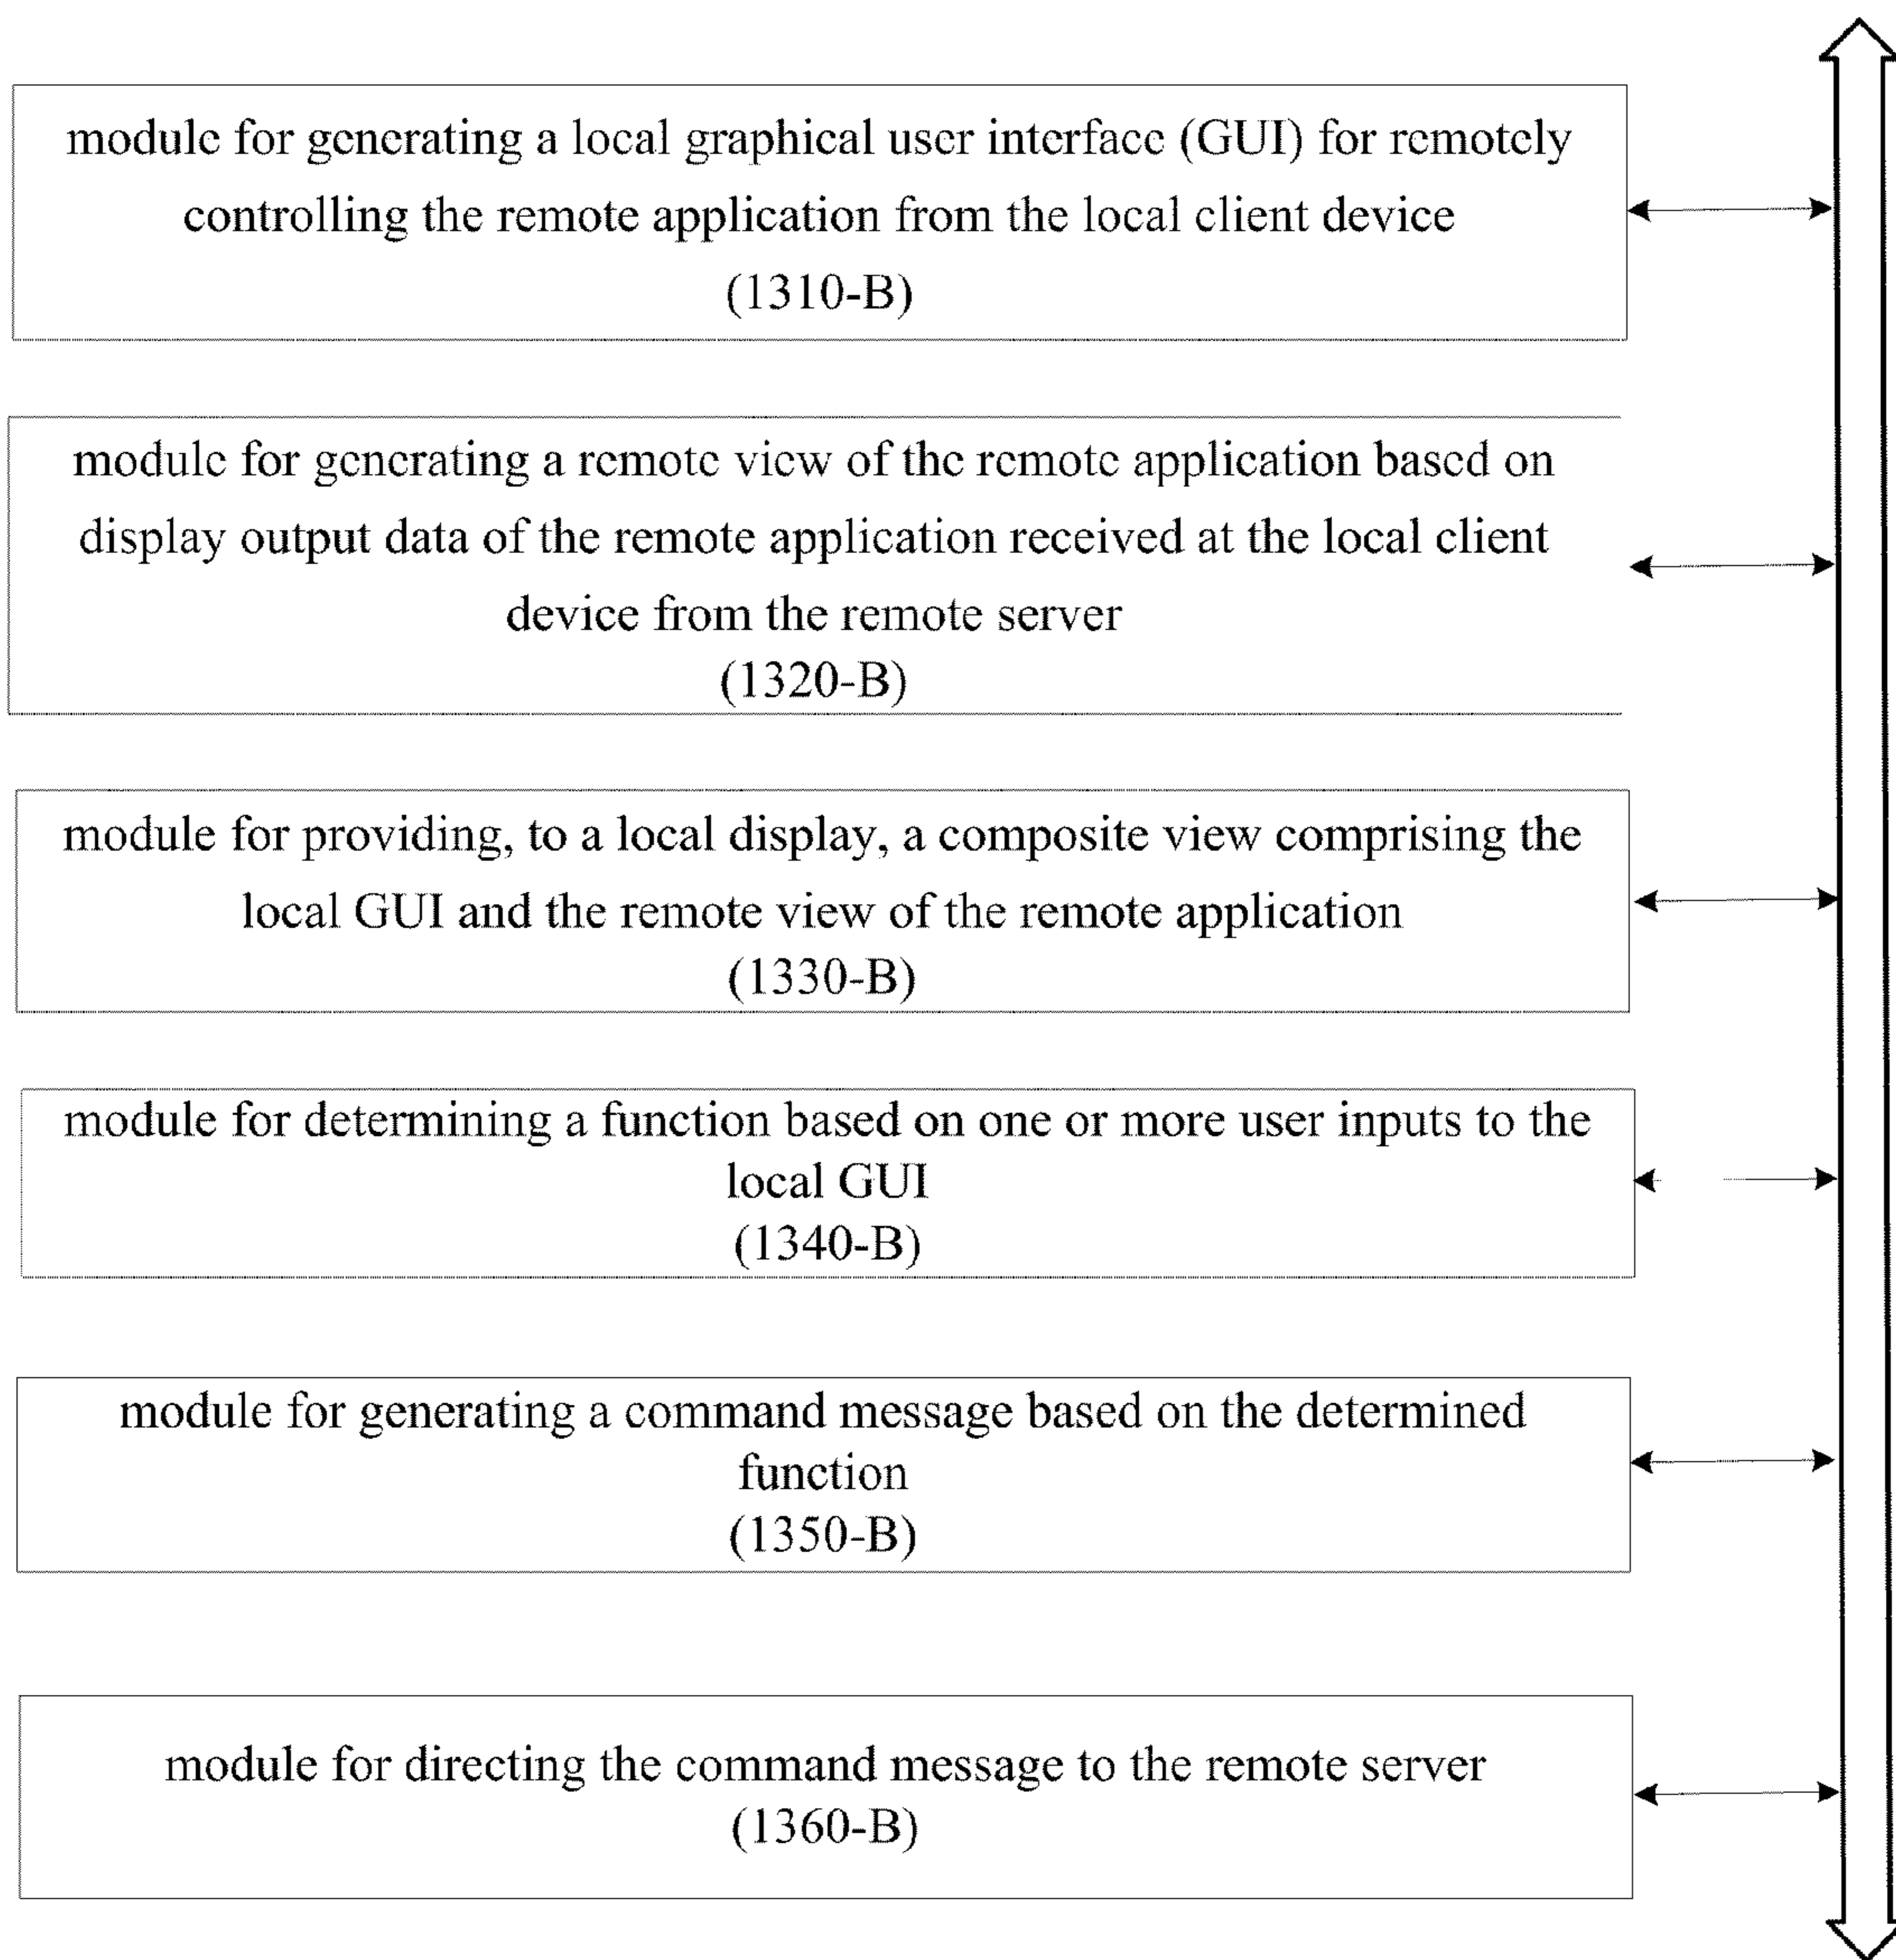 module for generating a local graphical user interface (GUI) for remotely
controlling the remote application from the local client device
(1310-B)
module for generating a remote view of the remote application based on
display output data of the remote application received at the local client
device from the remote server
(1320-B)
module for providing, to a local display, a composite view comprising the
local GUI and the remote view of the remote application
(1330-B)
module for determining a function based on one or more user inputs to the
local GUI
(1340-B)
module for generating a command message based on the determined
function
(1350-B)
module for directing the command message to the remote server
(1360-B)